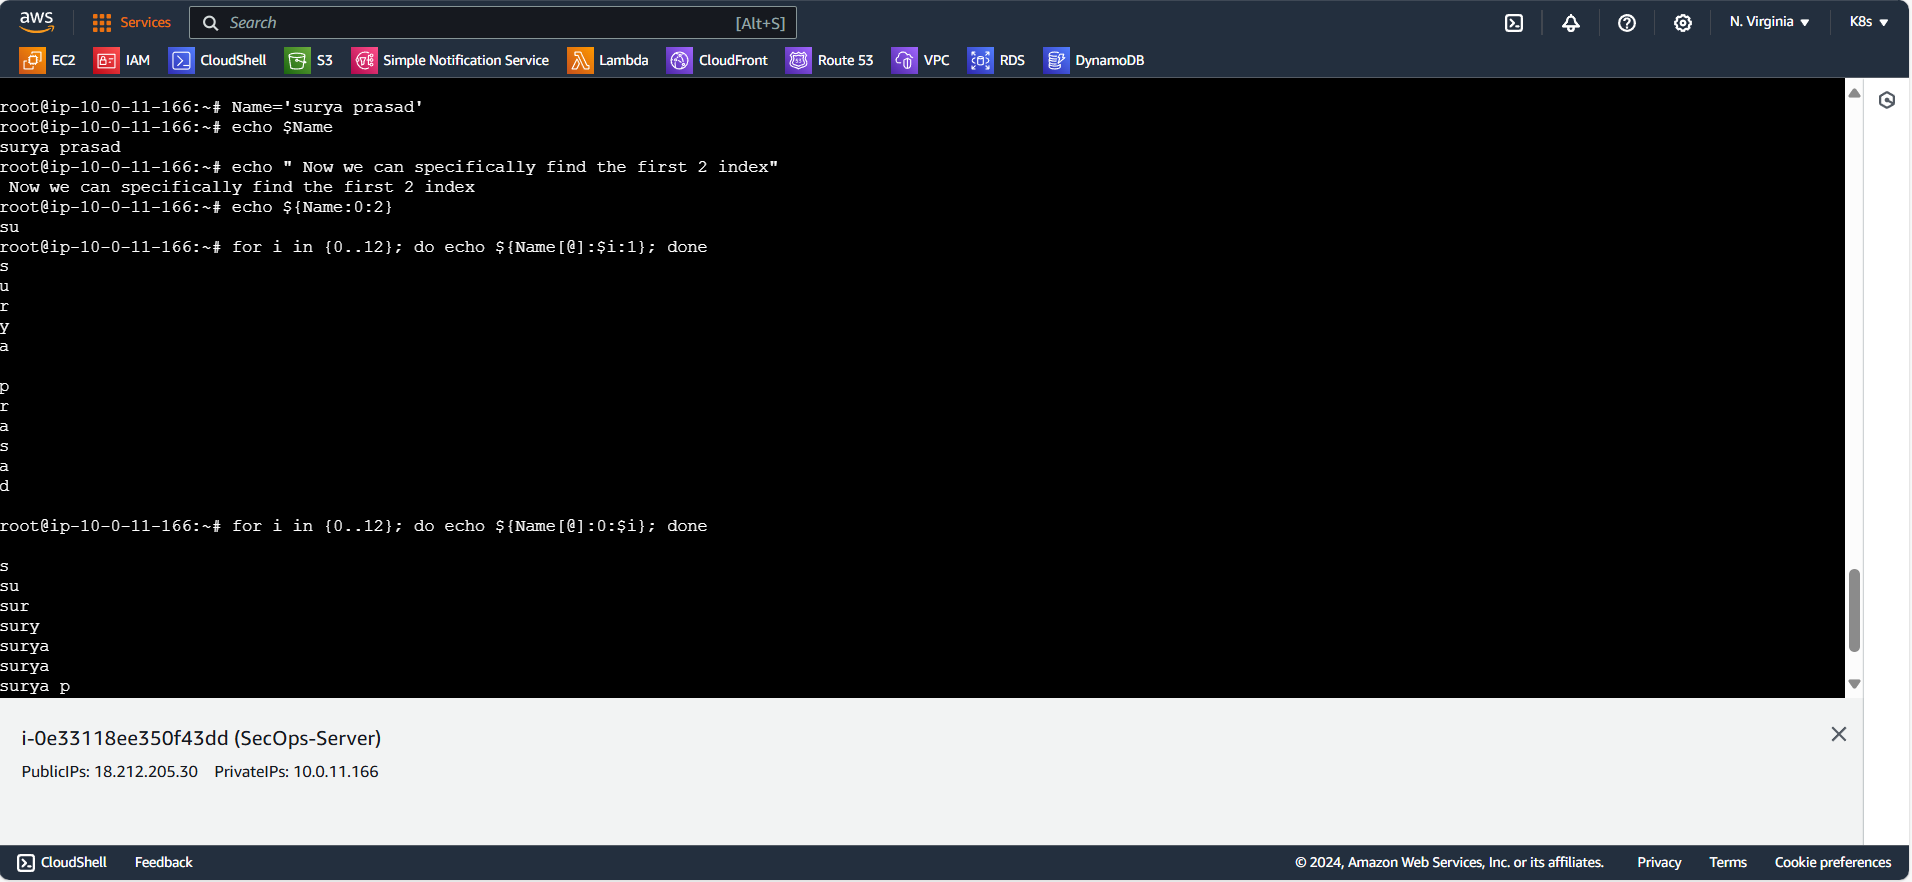 aws Services Search [Alt+S] N. Virginia K8s
EC2 IAM CloudShell S3 Simple Notification Service Lambda CloudFront Route 53 VPC RDS DynamoDB
root@ip-10-0-11-166:~# Name='surya prasad'
root@ip-10-0-11-166:~# echo $Name
surya prasad
root@ip-10-0-11-166:~# echo " Now we can specifically find the first 2 index"
 Now we can specifically find the first 2 index
root@ip-10-0-11-166:~# echo ${Name:0:2}
su
root@ip-10-0-11-166:~# for i in {0..12}; do echo ${Name[@]:$i:1}; done
s
u
r
y
a
p
r
a
s
a
d
root@ip-10-0-11-166:~# for i in {0..12}; do echo ${Name[@]:0:$i}; done
s
su
sur
sury
surya
surya
surya p
i-0e33118ee350f43dd (SecOps-Server)
PublicIPs: 18.212.205.30 PrivateIPs: 10.0.11.166
CloudShell Feedback © 2024, Amazon Web Services, Inc. or its affiliates. Privacy Terms Cookie preferences